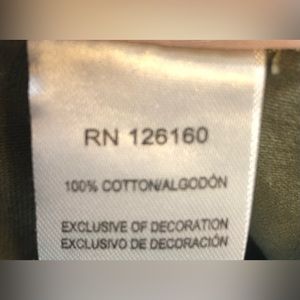 RN 126160
100% COTTON/ALGODÓN
EXCLUSIVE OF DECORATION
EXCLUSIVO DE DECORACIÓN